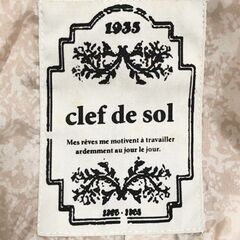 1935
clef de sol
Mes rêves me motivent à travailler
ardemment au jour le jour.